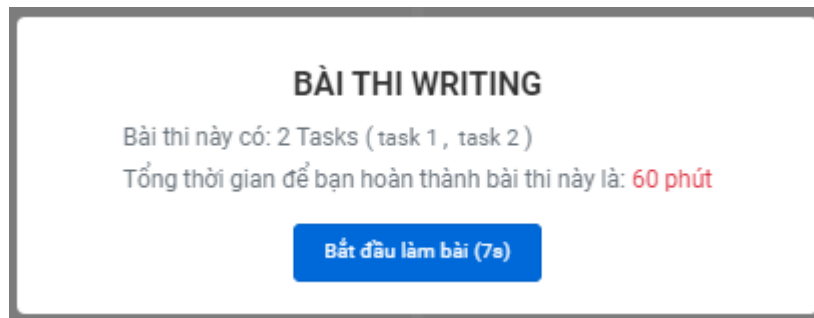 BÀI THI WRITING
Bài thi này có: 2 Tasks ( task 1 , task 2 )
Tổng thời gian để bạn hoàn thành bài thi này là: 60 phút
Bắt đầu làm bài (7s)